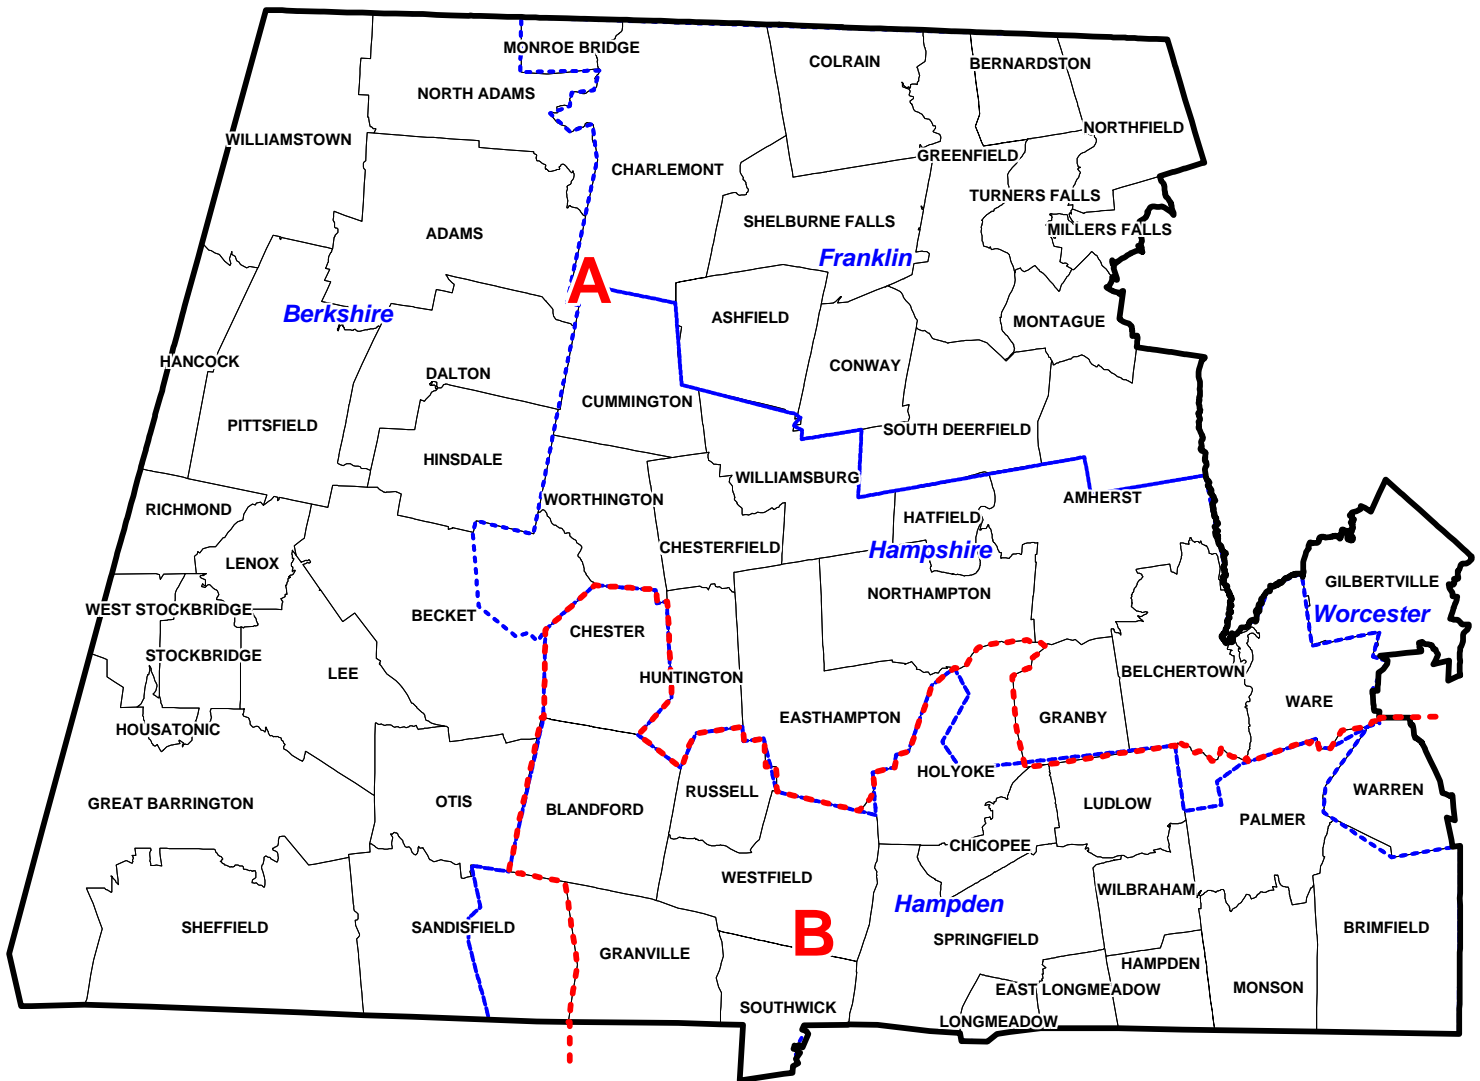 MONROE BRIDGE
COLRAIN
BERNARDSTON
NORTH ADAMS
WILLIAMSTOWN
NORTHFIELD
CHARLEMONT
GREENFIELD
TURNERS FALLS
SHELBURNE FALLS
MILLERS FALLS
ADAMS
Franklin
A
Berkshire
ASHFIELD
MONTAGUE
HANCOCK
CONWAY
DALTON
CUMMINGTON
PITTSFIELD
SOUTH DEERFIELD
HINSDALE
WILLIAMSBURG
WORTHINGTON
AMHERST
RICHMOND
HATFIELD
CHESTERFIELD
Hampshire
LENOX
GILBERTVILLE
NORTHAMPTON
WEST STOCKBRIDGE
Worcester
BECKET
CHESTER
STOCKBRIDGE
LEE
HUNTINGTON
BELCHERTOWN
WARE
EASTHAMPTON
GRANBY
HOUSATONIC
HOLYOKE
RUSSELL
WARREN
GREAT BARRINGTON
OTIS
BLANDFORD
LUDLOW
PALMER
CHICOPEE
WESTFIELD
WILBRAHAM
Hampden
SHEFFIELD
SANDISFIELD
B
SPRINGFIELD
BRIMFIELD
GRANVILLE
HAMPDEN
EAST LONGMEADOW
MONSON
SOUTHWICK
LONGMEADOW